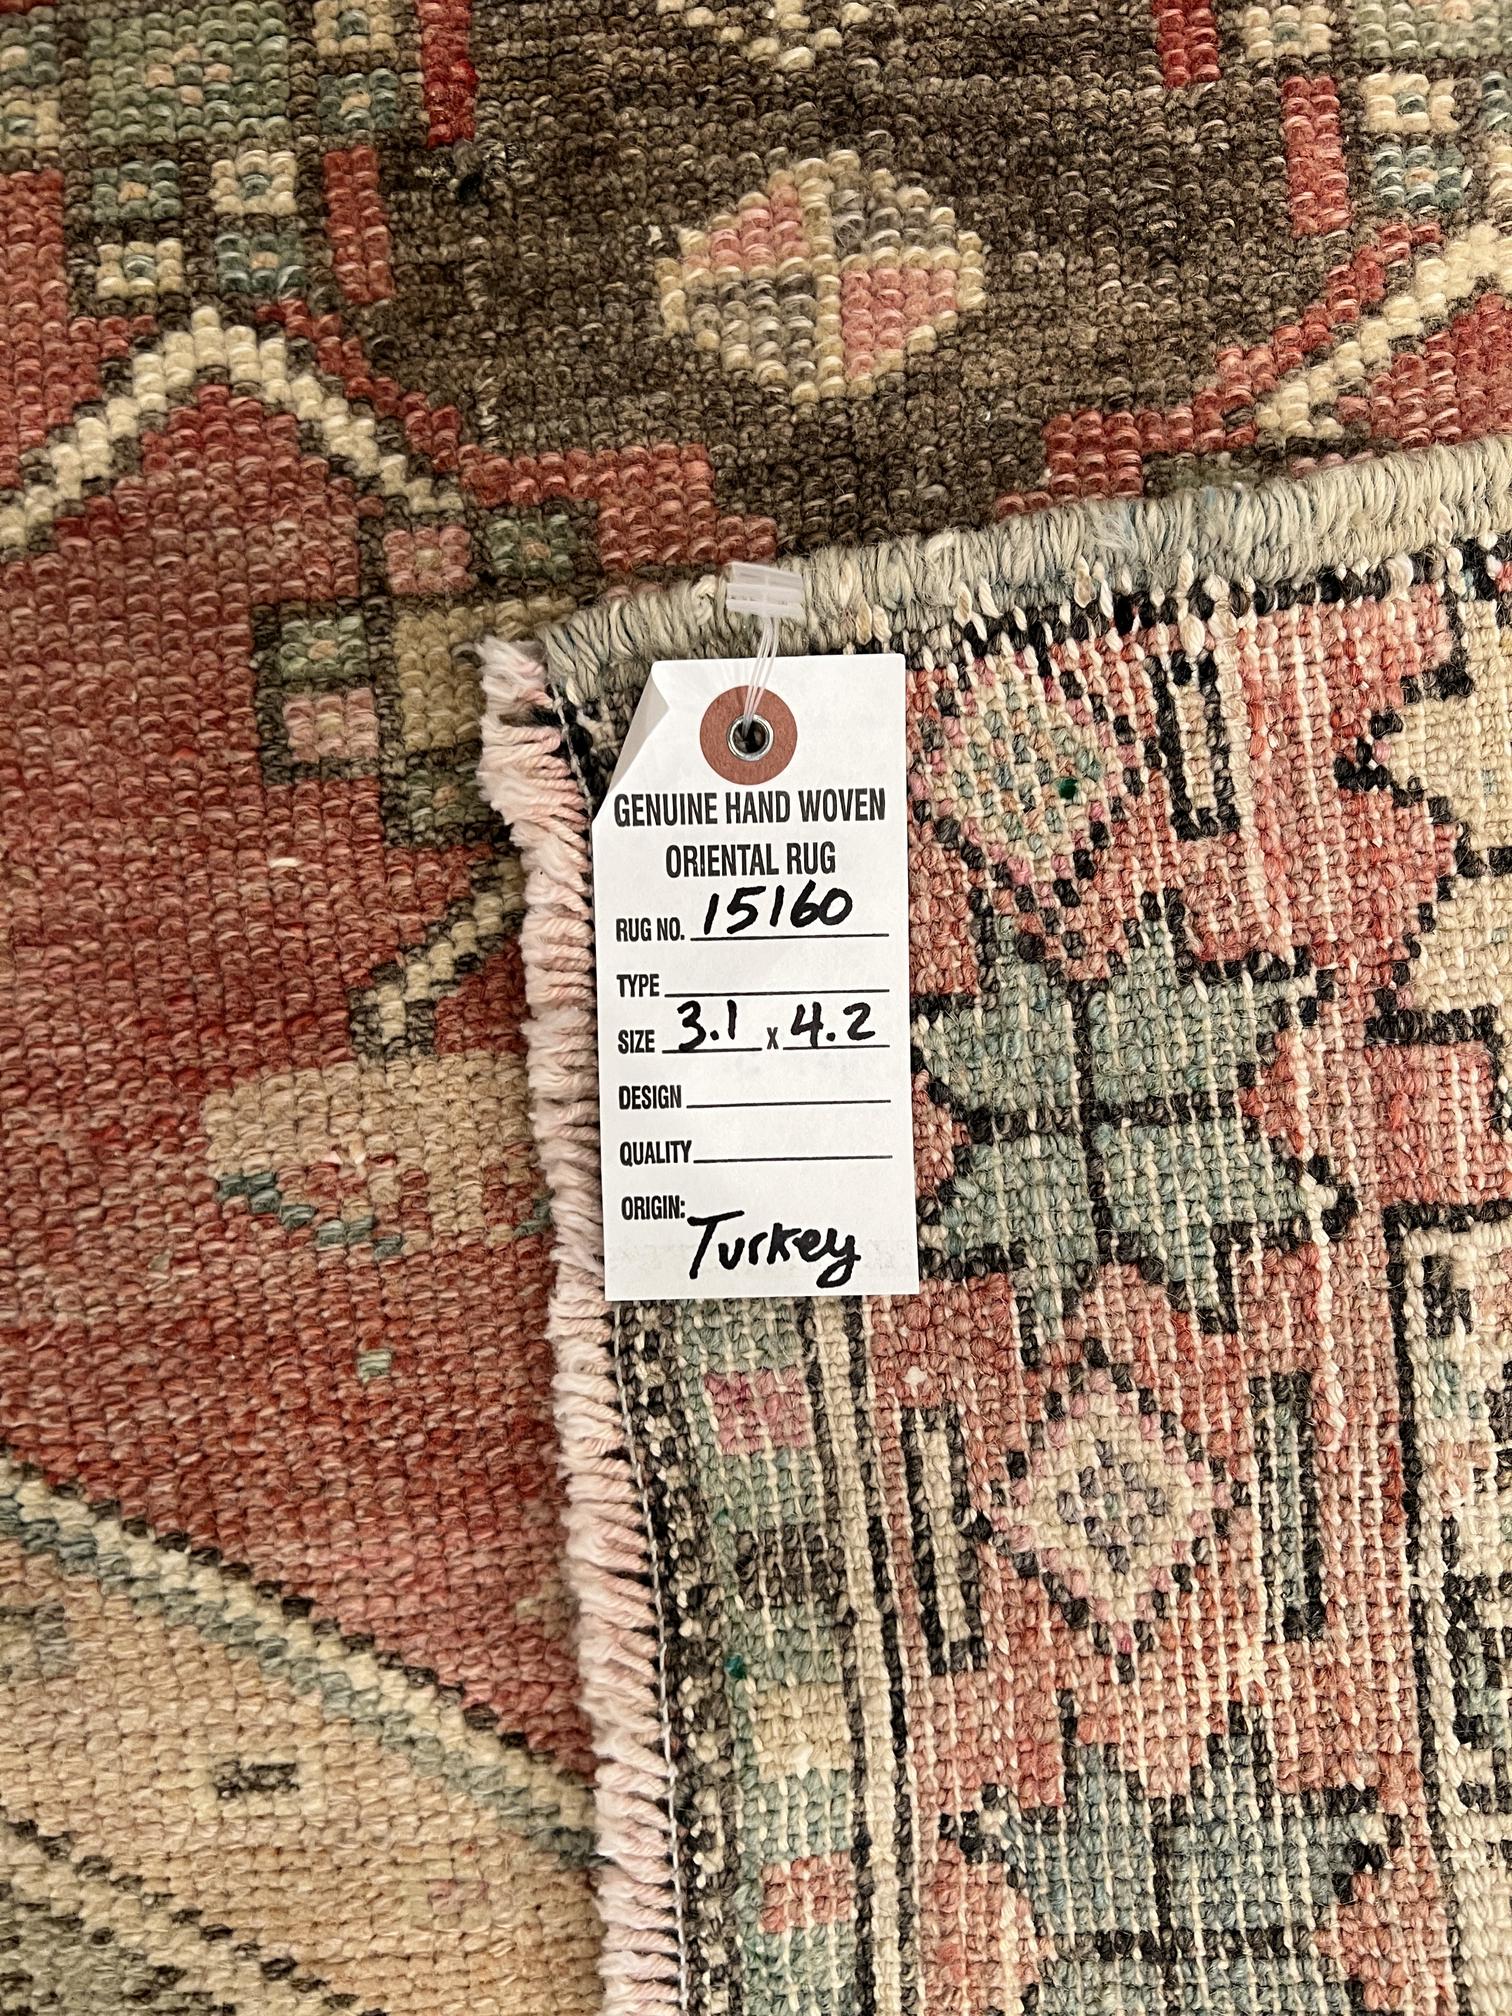 GENUINE HAND WOVEN
ORIENTAL RUG
RUG NO. 15160
TYPE
SIZE 3.1 x 4.2
DESIGN
QUALITY
ORIGIN: Turkey